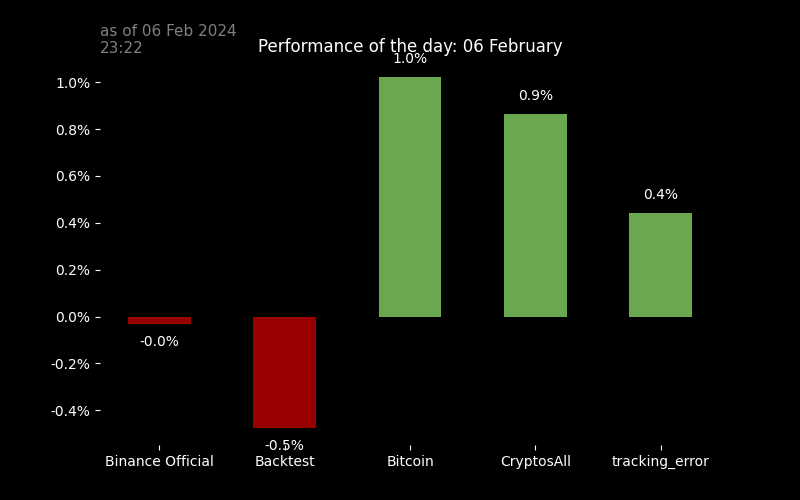 as of 06 Feb 2024
23:22
Performance of the day: 06 February
1.0%
0.8%
0.6%
0.4%
0.2%
0.0%
-0.2%
-0.4%
-0.0%
-0.5%
1.0%
0.9%
0.4%
Binance Official
Backtest
Bitcoin
CryptosAll
tracking_error